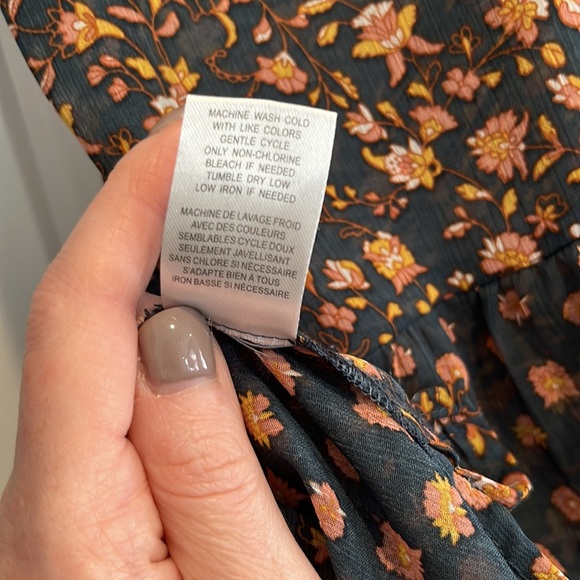 MACHINE WASH COLD
WITH LIKE COLORS
GENTLE CYCLE
ONLY NON-CHLORINE
BLEACH IF NEEDED
TUMBLE DRY LOW
LOW IRON IF NEEDED
MACHINE DE LAVAGE FROID
AVEC DES COULEURS
SEMBLABLES CYCLE DOUX
SEULEMENT JAVELLISANT
SANS CHLORE SI NÉCESSAIRE
S'ADAPTE BIEN À TOUS
IRON BASSE SI NÉCESSAIRE